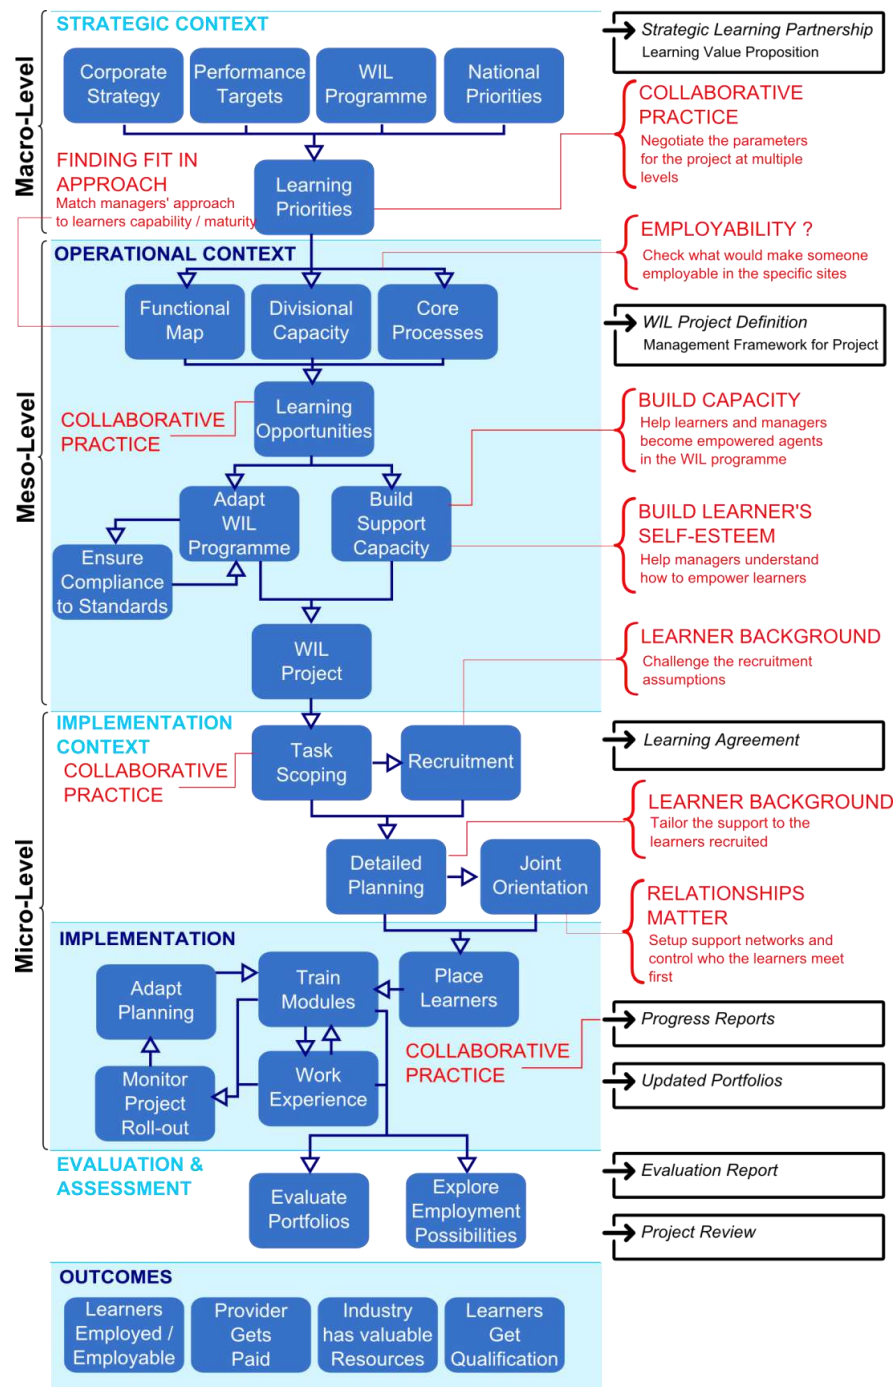 Macro-Level
STRATEGIC CONTEXT
Corporate
Strategy
Performance
Targets
WIL
Programme
National
Priorities
Strategic Learning Partnership
Learning Value Proposition
COLLABORATIVE
PRACTICE
Negotiate the parameters
for the project at multiple
levels
FINDING FIT IN
APPROACH
Match managers' approach
to learners capability / maturity
Learning
Priorities
Meso-Level
OPERATIONAL CONTEXT
EMPLOYABILITY ?
Check what would make someone
employable in the specific sites
Functional
Map
Divisional
Capacity
Core
Processes
WIL Project Definition
Management Framework for Project
COLLABORATIVE
PRACTICE
Learning
Opportunities
BUILD CAPACITY
Help learners and managers
become empowered agents
in the WIL programme
Adapt
WIL
Programme
Build
Support
Capacity
BUILD LEARNER'S
SELF-ESTEEM
Help managers understand
how to empower learners
Ensure
Compliance
to Standards
WIL
Project
LEARNER BACKGROUND
Challenge the recruitment
assumptions
Micro-Level
IMPLEMENTATION
CONTEXT
COLLABORATIVE
PRACTICE
Task
Scoping
Recruitment
Learning Agreement
LEARNER BACKGROUND
Tailor the support to the
learners recruited
Detailed
Planning
Joint
Orientation
RELATIONSHIPS
MATTER
Setup support networks and
control who the learners meet
first
IMPLEMENTATION
Adapt
Planning
Train
Modules
Place
Learners
Progress Reports
COLLABORATIVE
PRACTICE
Monitor
Project
Roll-out
Work
Experience
Updated Portfolios
EVALUATION &
ASSESSMENT
Evaluate
Portfolios
Explore
Employment
Possibilities
Evaluation Report
Project Review
OUTCOMES
Learners
Employed /
Employable
Provider
Gets
Paid
Industry
has valuable
Resources
Learners
Get
Qualification